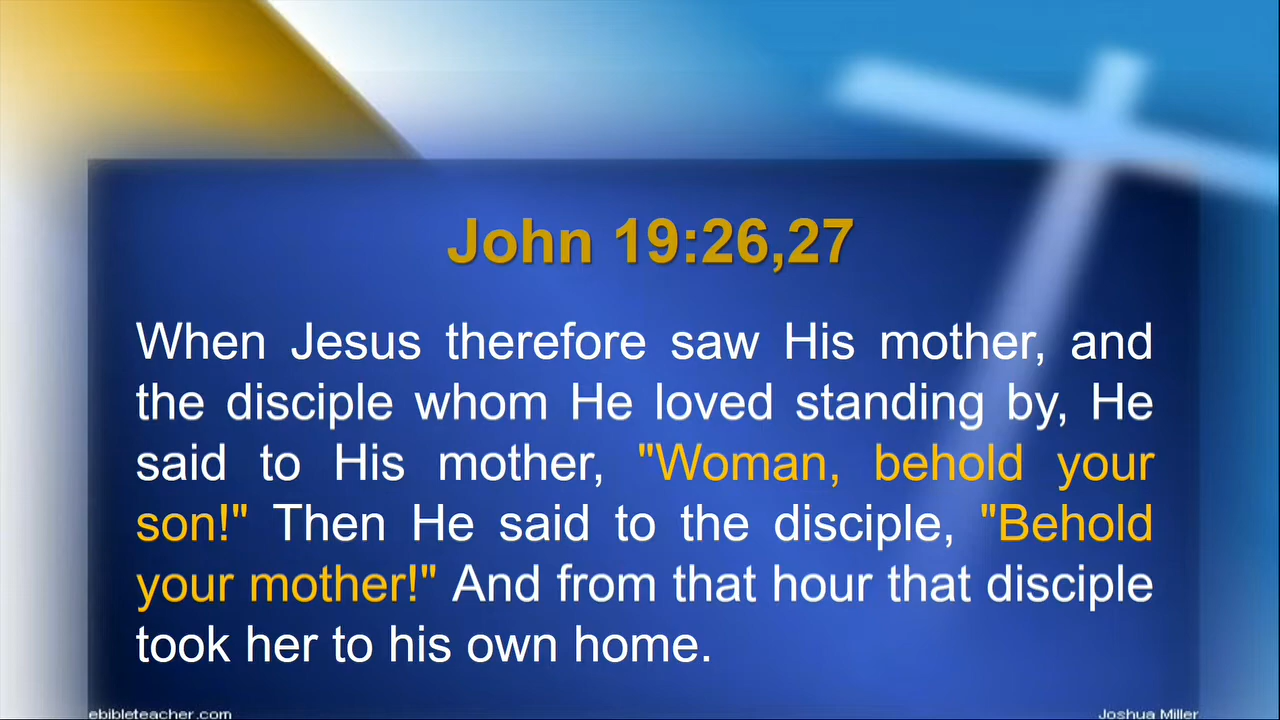 John 19:26,27
When Jesus therefore saw His mother, and
the disciple whom He loved standing by, He
said to His mother, "Woman, behold your
son!" Then He said to the disciple, "Behold
your mother!" And from that hour that disciple
took her to his own home.
ebibleteacher.com
Joshua Miller